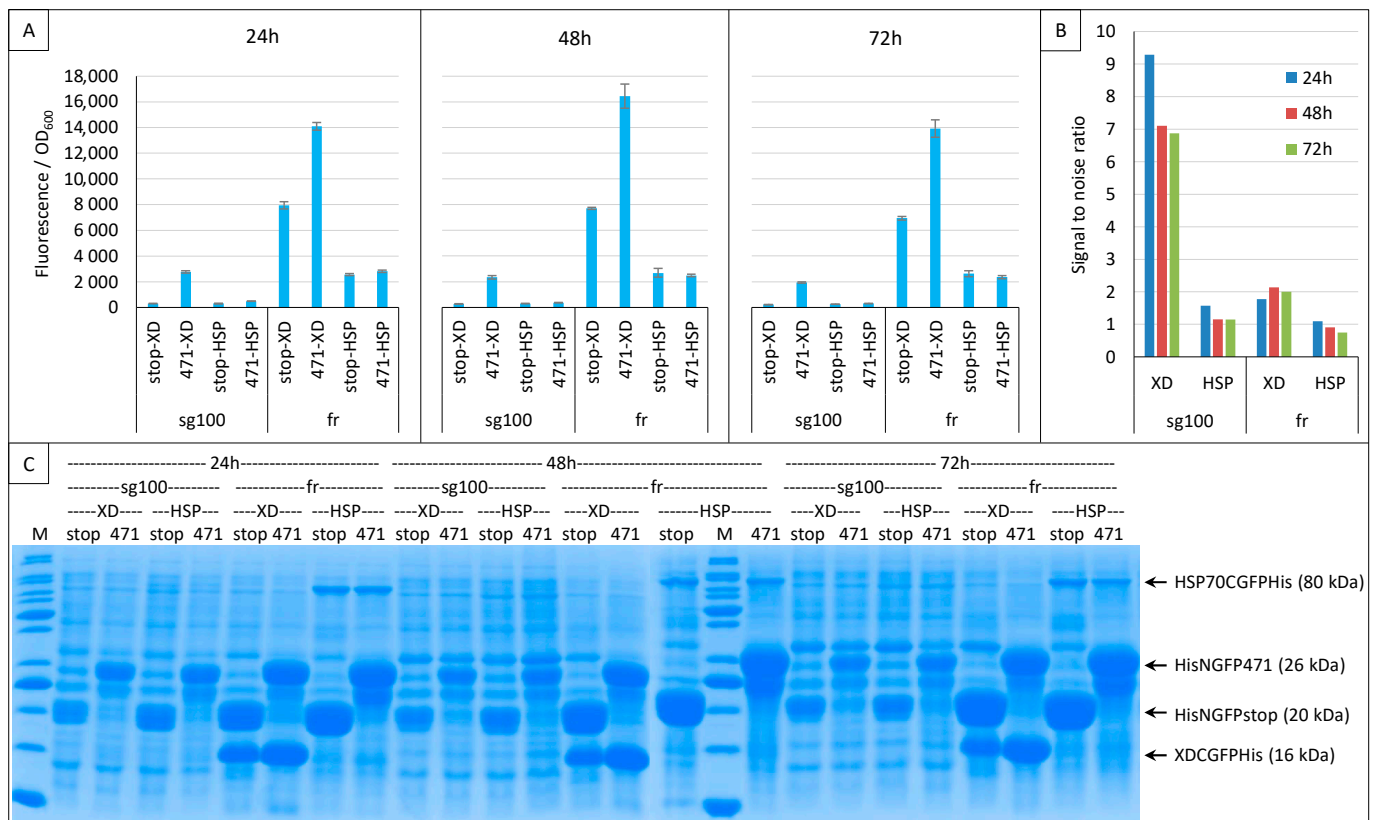 A
24h
48h
72h
Fluorescence / OD600
18,000
16 000
14 000
12 000
10 000
8 000
6 000
4 000
2 000
0
stop-XD 471-XD stop-HSP 471-HSP stop-XD 471-XD stop-HSP 471-HSP
sg100 fr
stop-XD 471-XD stop-HSP 471-HSP stop-XD 471-XD stop-HSP 471-HSP
sg100 fr
stop-XD 471-XD stop-HSP 471-HSP stop-XD 471-XD stop-HSP 471-HSP
sg100 fr
B
Signal to noise ratio
10
9
8
7
6
5
4
3
2
1
0
24h
48h
72h
XD HSP XD HSP
sg100 fr
C
24h 48h 72h
sg100 fr sg100 fr sg100 fr
XD HSP XD HSP XD HSP XD HSP XD HSP XD HSP
M stop 471 stop 471 stop 471 stop 471 stop 471 stop 471 stop 471 stop M 471 stop 471 stop 471 stop 471 stop 471
HSP70CGFPHis (80 kDa)
HisNGFP471 (26 kDa)
HisNGFPstop (20 kDa)
XDCGFPHis (16 kDa)